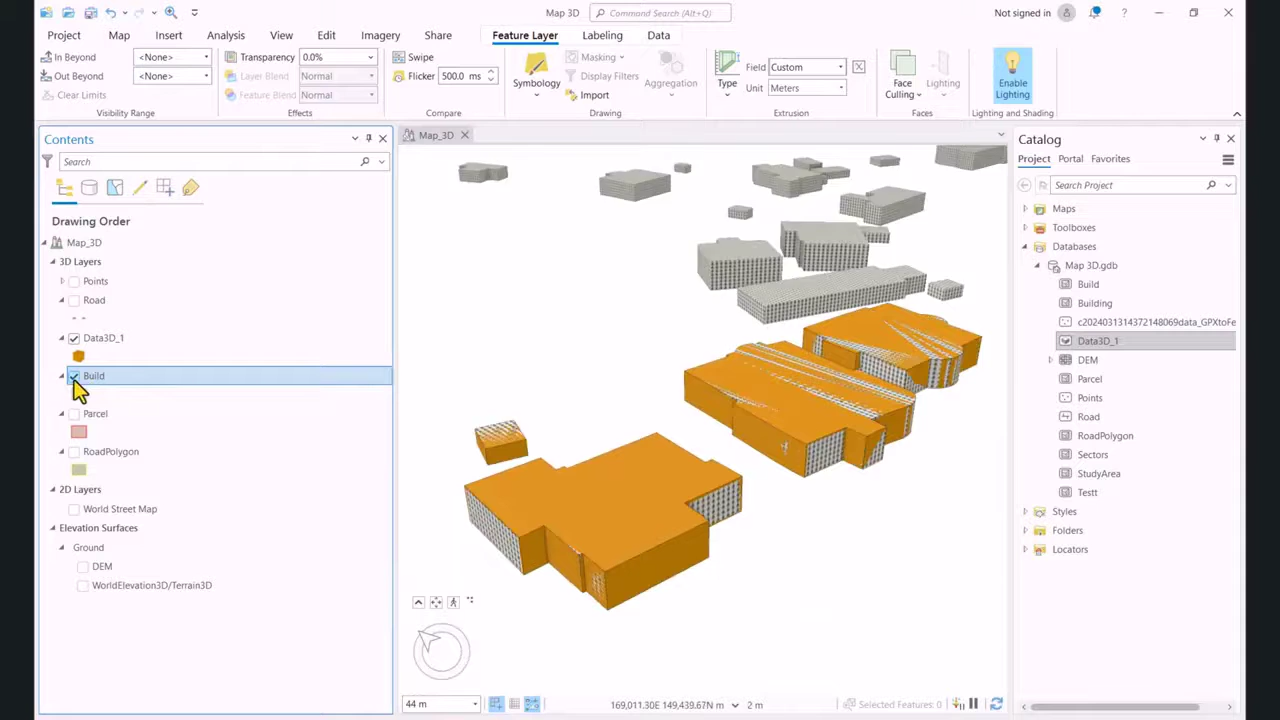 Map 3D
Command Search (Alt+Q)
Not signed in
?
Project
Map
Insert
Analysis
View
Edit
Imagery
Share
Feature Layer
Labeling
Data
In Beyond
<None>
Out Beyond
<None>
Clear Limits
Visibility Range
Transparency
0.0%
Layer Blend
Normal
Feature Blend
Normal
Effects
Swipe
Flicker
500.0 ms
Compare
Symbology
Masking
Display Filters
Import
Aggregation
Drawing
Type
Field
Custom
Unit
Meters
Extrusion
Face
Culling
Lighting
Faces
Enable
Lighting
Lighting and Shading
Contents
Search
Drawing Order
Map_3D
3D Layers
Points
Road
Data3D_1
Build
Parcel
RoadPolygon
2D Layers
World Street Map
Elevation Surfaces
Ground
DEM
WorldElevation3D/Terrain3D
Map_3D
44 m
169,011.30E 149,439.67N m
2 m
Selected Features: 0
Catalog
Project
Portal
Favorites
Search Project
Maps
Toolboxes
Databases
Map 3D.gdb
Build
Building
c2024031314372148069data_GPXtoFe
Data3D_1
DEM
Parcel
Points
Road
RoadPolygon
Sectors
StudyArea
Testt
Styles
Folders
Locators